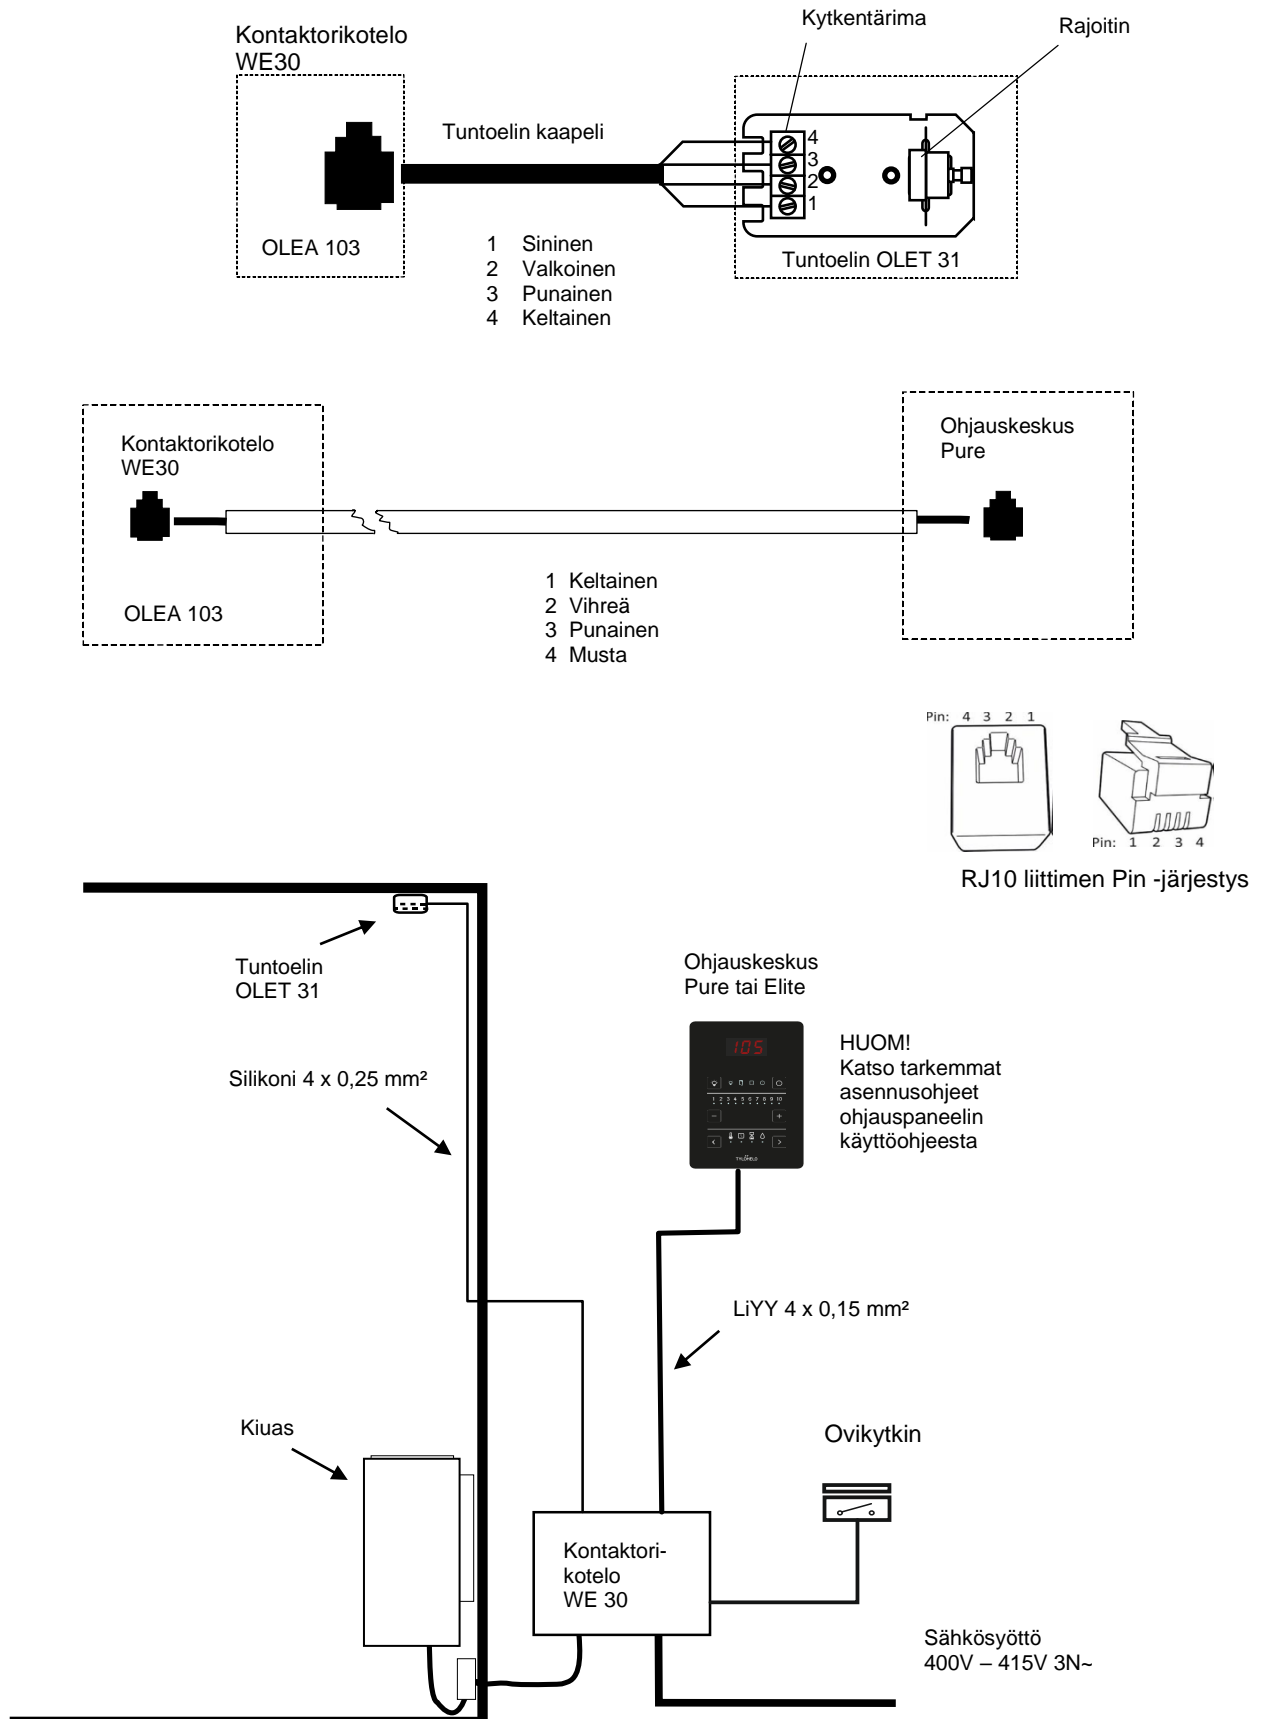 Kytkentärima
Rajoitin
Kontaktorikotelo
WE30
Tuntoelin kaapeli
4
3
2
1
OLEA 103
Tuntoelin OLET 31
1 Sininen
2 Valkoinen
3 Punainen
4 Keltainen
Kontaktorikotelo
WE30
OLEA 103
Ohjauskeskus
Pure
1 Keltainen
2 Vihreä
3 Punainen
4 Musta
Pin: 4 3 2 1
Pin: 1 2 3 4
RJ10 liittimen Pin -järjestys
Tuntoelin
OLET 31
Silikoni 4 x 0,25 mm²
Ohjauskeskus
Pure tai Elite
105
1 2 3 4 5 6 7 8 9 10
TYLÖHELO
HUOM!
Katso tarkemmat
asennusohjeet
ohjauspaneelin
käyttöohjeesta
LiYY 4 x 0,15 mm²
Kiuas
Ovikytkin
Kontaktori-
kotelo
WE 30
Sähkösyöttö
400V – 415V 3N~